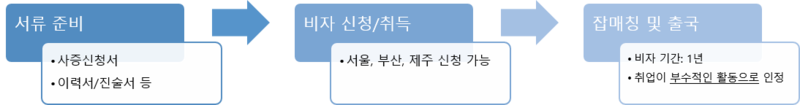 서류 준비
• 사증신청서
• 이력서/진술서 등
비자 신청/취득
• 서울, 부산, 제주 신청 가능
잡매칭 및 출국
• 비자 기간: 1년
• 취업이 부수적인 활동으로 인정